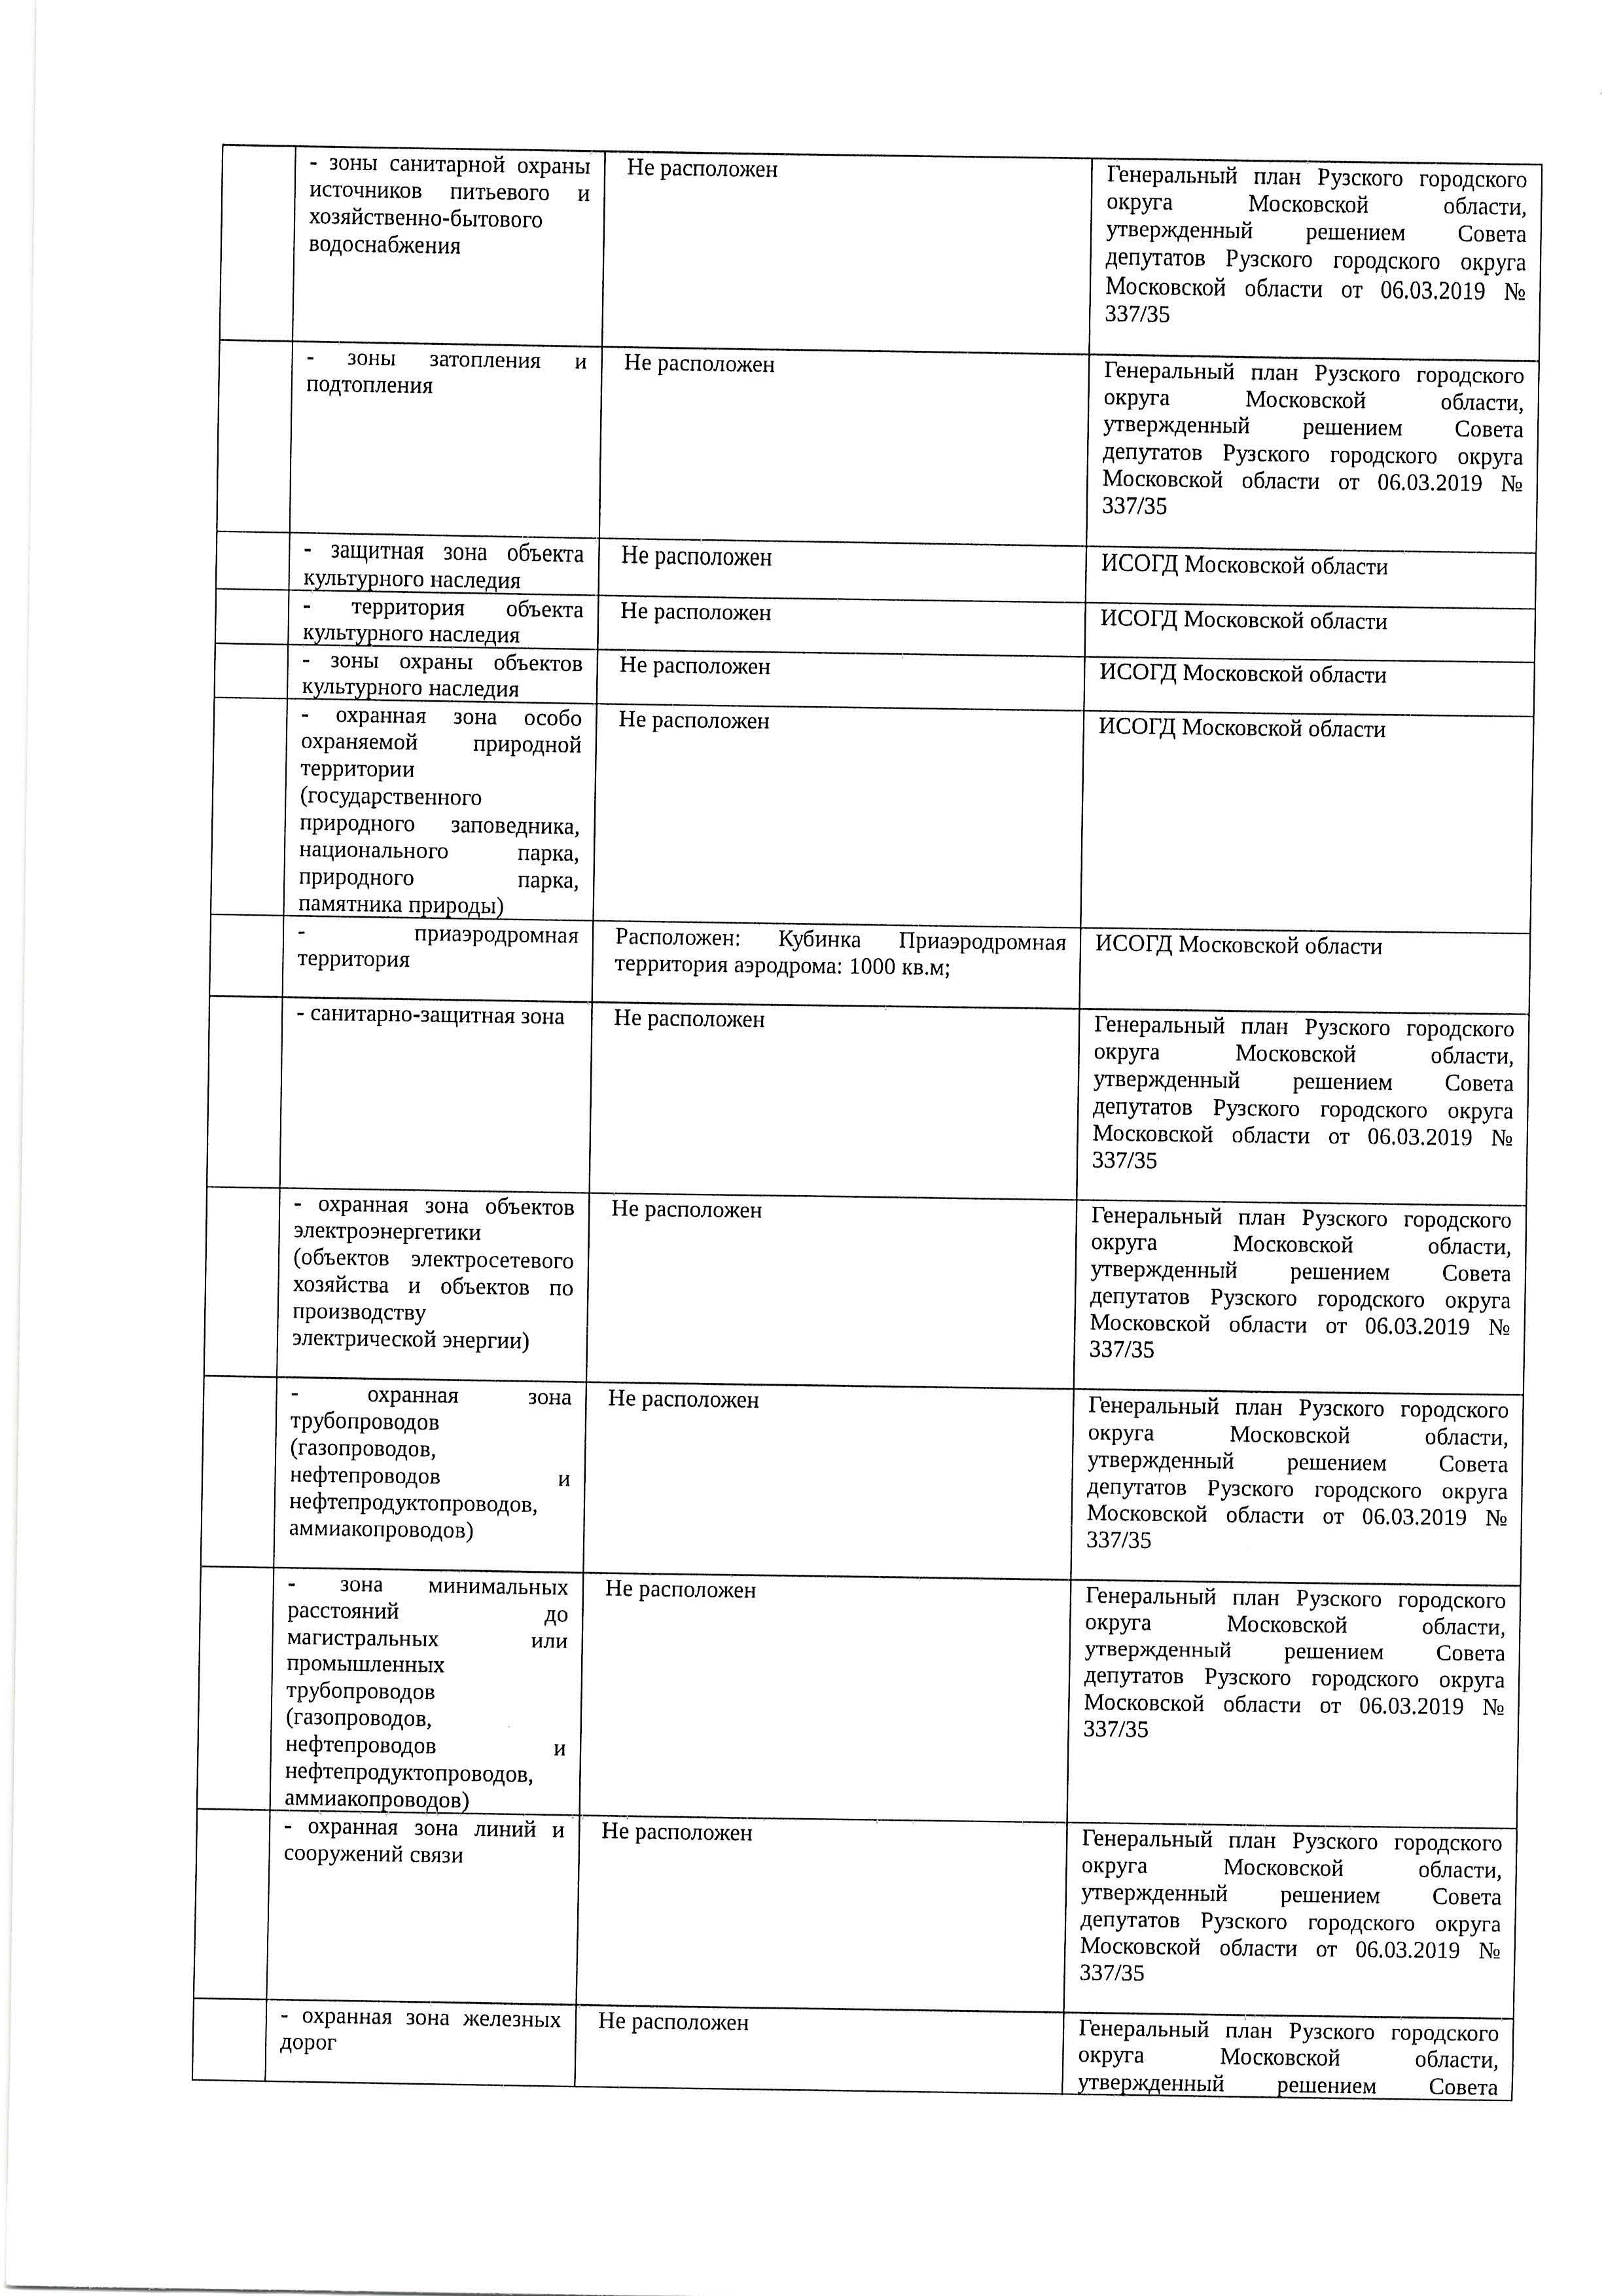 - зоны санитарной охраны
источников питьевого и
хозяйственно-бытового
водоснабжения
Не расположен
Генеральный план Рузского городского
округа Московской области,
утвержденный решением Совета
депутатов Рузского городского округа
Московской области от 06.03.2019 №
337/35
- зоны затопления и
подтопления
Не расположен
Генеральный план Рузского городского
округа Московской области,
утвержденный решением Совета
депутатов Рузского городского округа
Московской области от 06.03.2019 №
337/35
- защитная зона объекта
культурного наследия
Не расположен
ИСОГД Московской области
- территория объекта
культурного наследия
Не расположен
ИСОГД Московской области
- зоны охраны объектов
культурного наследия
Не расположен
ИСОГД Московской области
- охранная зона особо
охраняемой природной
территории
(государственного
природного заповедника,
национального парка,
природного парка,
памятника природы)
Не расположен
ИСОГД Московской области
- приаэродромная
территория
Расположен: Кубинка Приаэродромная
территория аэродрома: 1000 кв.м;
ИСОГД Московской области
- санитарно-защитная зона
Не расположен
Генеральный план Рузского городского
округа Московской области,
утвержденный решением Совета
депутатов Рузского городского округа
Московской области от 06.03.2019 №
337/35
- охранная зона объектов
электроэнергетики
(объектов электросетевого
хозяйства и объектов по
производству
электрической энергии)
Не расположен
Генеральный план Рузского городского
округа Московской области,
утвержденный решением Совета
депутатов Рузского городского округа
Московской области от 06.03.2019 №
337/35
- охранная зона
трубопроводов
(газопроводов,
нефтепроводов и
нефтепродуктопроводов,
аммиакопроводов)
Не расположен
Генеральный план Рузского городского
округа Московской области,
утвержденный решением Совета
депутатов Рузского городского округа
Московской области от 06.03.2019 №
337/35
- зона минимальных
расстояний до
магистральных или
промышленных
трубопроводов
(газопроводов,
нефтепроводов и
нефтепродуктопроводов,
аммиакопроводов)
Не расположен
Генеральный план Рузского городского
округа Московской области,
утвержденный решением Совета
депутатов Рузского городского округа
Московской области от 06.03.2019 №
337/35
- охранная зона линий и
сооружений связи
Не расположен
Генеральный план Рузского городского
округа Московской области,
утвержденный решением Совета
депутатов Рузского городского округа
Московской области от 06.03.2019 №
337/35
- охранная зона железных
дорог
Не расположен
Генеральный план Рузского городского
округа Московской области,
утвержденный решением Совета